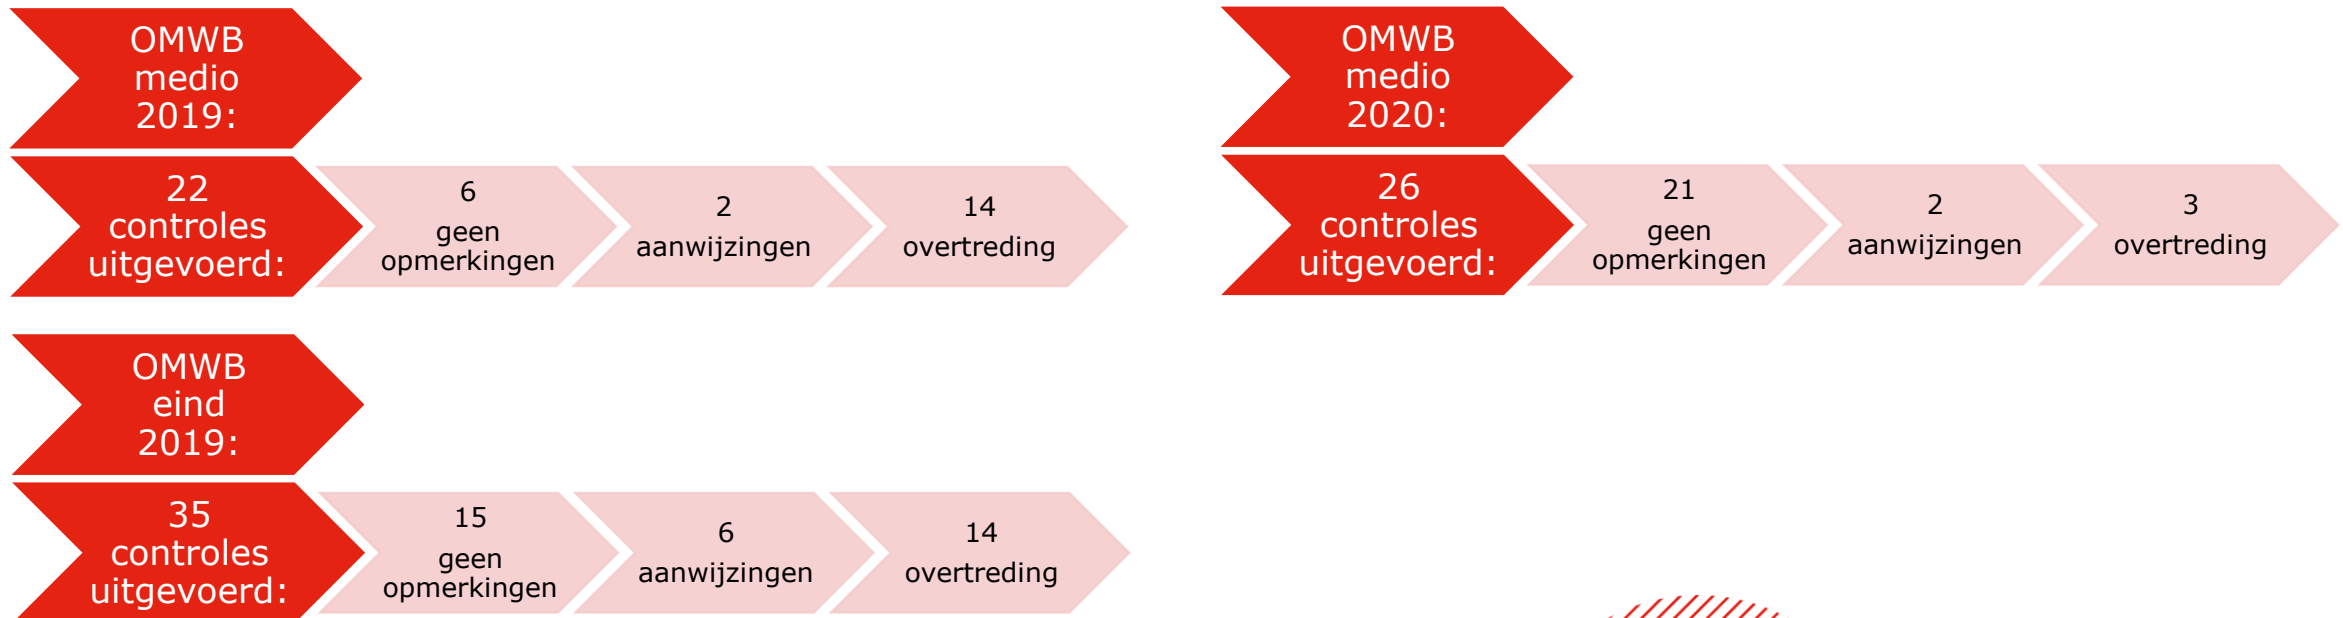 OMWB
medio
2019:
22
controles
uitgevoerd:
6
geen
opmerkingen
2
aanwijzingen
14
overtreding
OMWB
eind
2019:
35
controles
uitgevoerd:
15
geen
opmerkingen
6
aanwijzingen
14
overtreding
OMWB
medio
2020:
26
controles
uitgevoerd:
21
geen
opmerkingen
2
aanwijzingen
3
overtreding